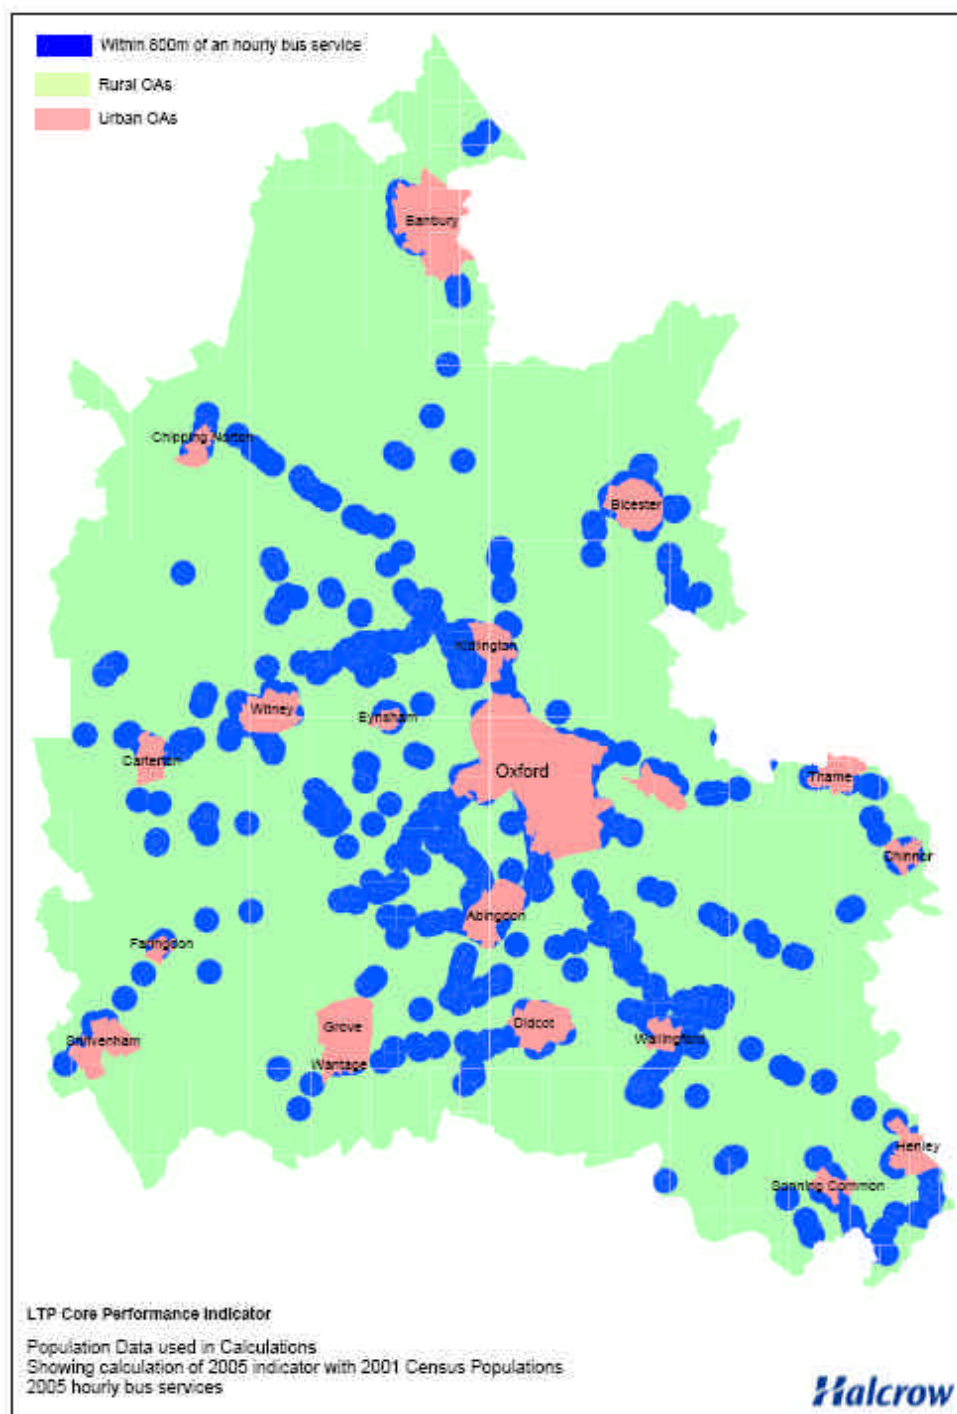 Within 800m of an hourly bus service
Rural OAs
Urban OAs
Banbury
Chipping Norton
Bicester
Kidlington
Witney
Eynsham
Carterton
Oxford
Thame
Chinnor
Abingdon
Faringdon
Grove
Didcot
Shrivenham
Wantage
Wallingford
Henley
Sonning Common
LTP Core Performance Indicator
Population Data used in Calculations
Showing calculation of 2005 indicator with 2001 Census Populations
2005 hourly bus services
Halcrow